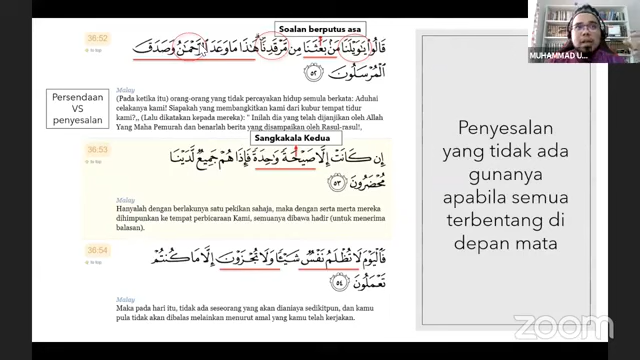 Soalan berputus asa
36:52
to top
قَالُوا يَٰوَيْلَنَا مَنۢ بَعَثَنَا مِن مَّرْقَدِنَا ۗ هَٰذَا مَا وَعَدَ ٱلرَّحْمَٰنُ وَصَدَقَ
ٱلْمُرْسَلُونَ ٥٢
Malay
(Pada ketika itu) orang-orang yang tidak percayakan hidup semula berkata: Aduhai
celakanya kami! Siapakah yang membangkitkan kami dari kubur tempat tidur
kami?,, (Lalu dikatakan kepada mereka): " Inilah dia yang telah dijanjikan oleh Allah
Yang Maha Pemurah dan benarlah berita yang disampaikan oleh Rasul-rasul!,
Persendaan
VS
penyesalan
Sangkakala Kedua
36:53
to top
إِن كَانَتْ إِلَّا صَيْحَةً وَٰحِدَةً فَإِذَا هُمْ جَمِيعٌ لَّدَيْنَا
مُحْضَرُونَ ٥٣
Malay
Hanyalah dengan berlakunya satu pekikan sahaja, maka dengan serta merta mereka
dihimpunkan ke tempat perbicaraan Kami, semuanya dibawa hadir (untuk menerima
balasan).
36:54
to top
فَٱلْيَوْمَ لَا تُظْلَمُ نَفْسٌ شَيْـًٔا وَلَا تُجْزَوْنَ إِلَّا مَا كُنتُمْ
تَعْمَلُونَ ٥٤
Malay
Maka pada hari itu, tidak ada seseorang yang akan dianiaya sedikitpun, dan kamu
pula tidak akan dibalas melainkan menurut amal yang kamu telah kerjakan.
Penyesalan
yang tidak ada
gunanya
apabila semua
terbentang di
depan mata
MUHAMMAD U...
zoom